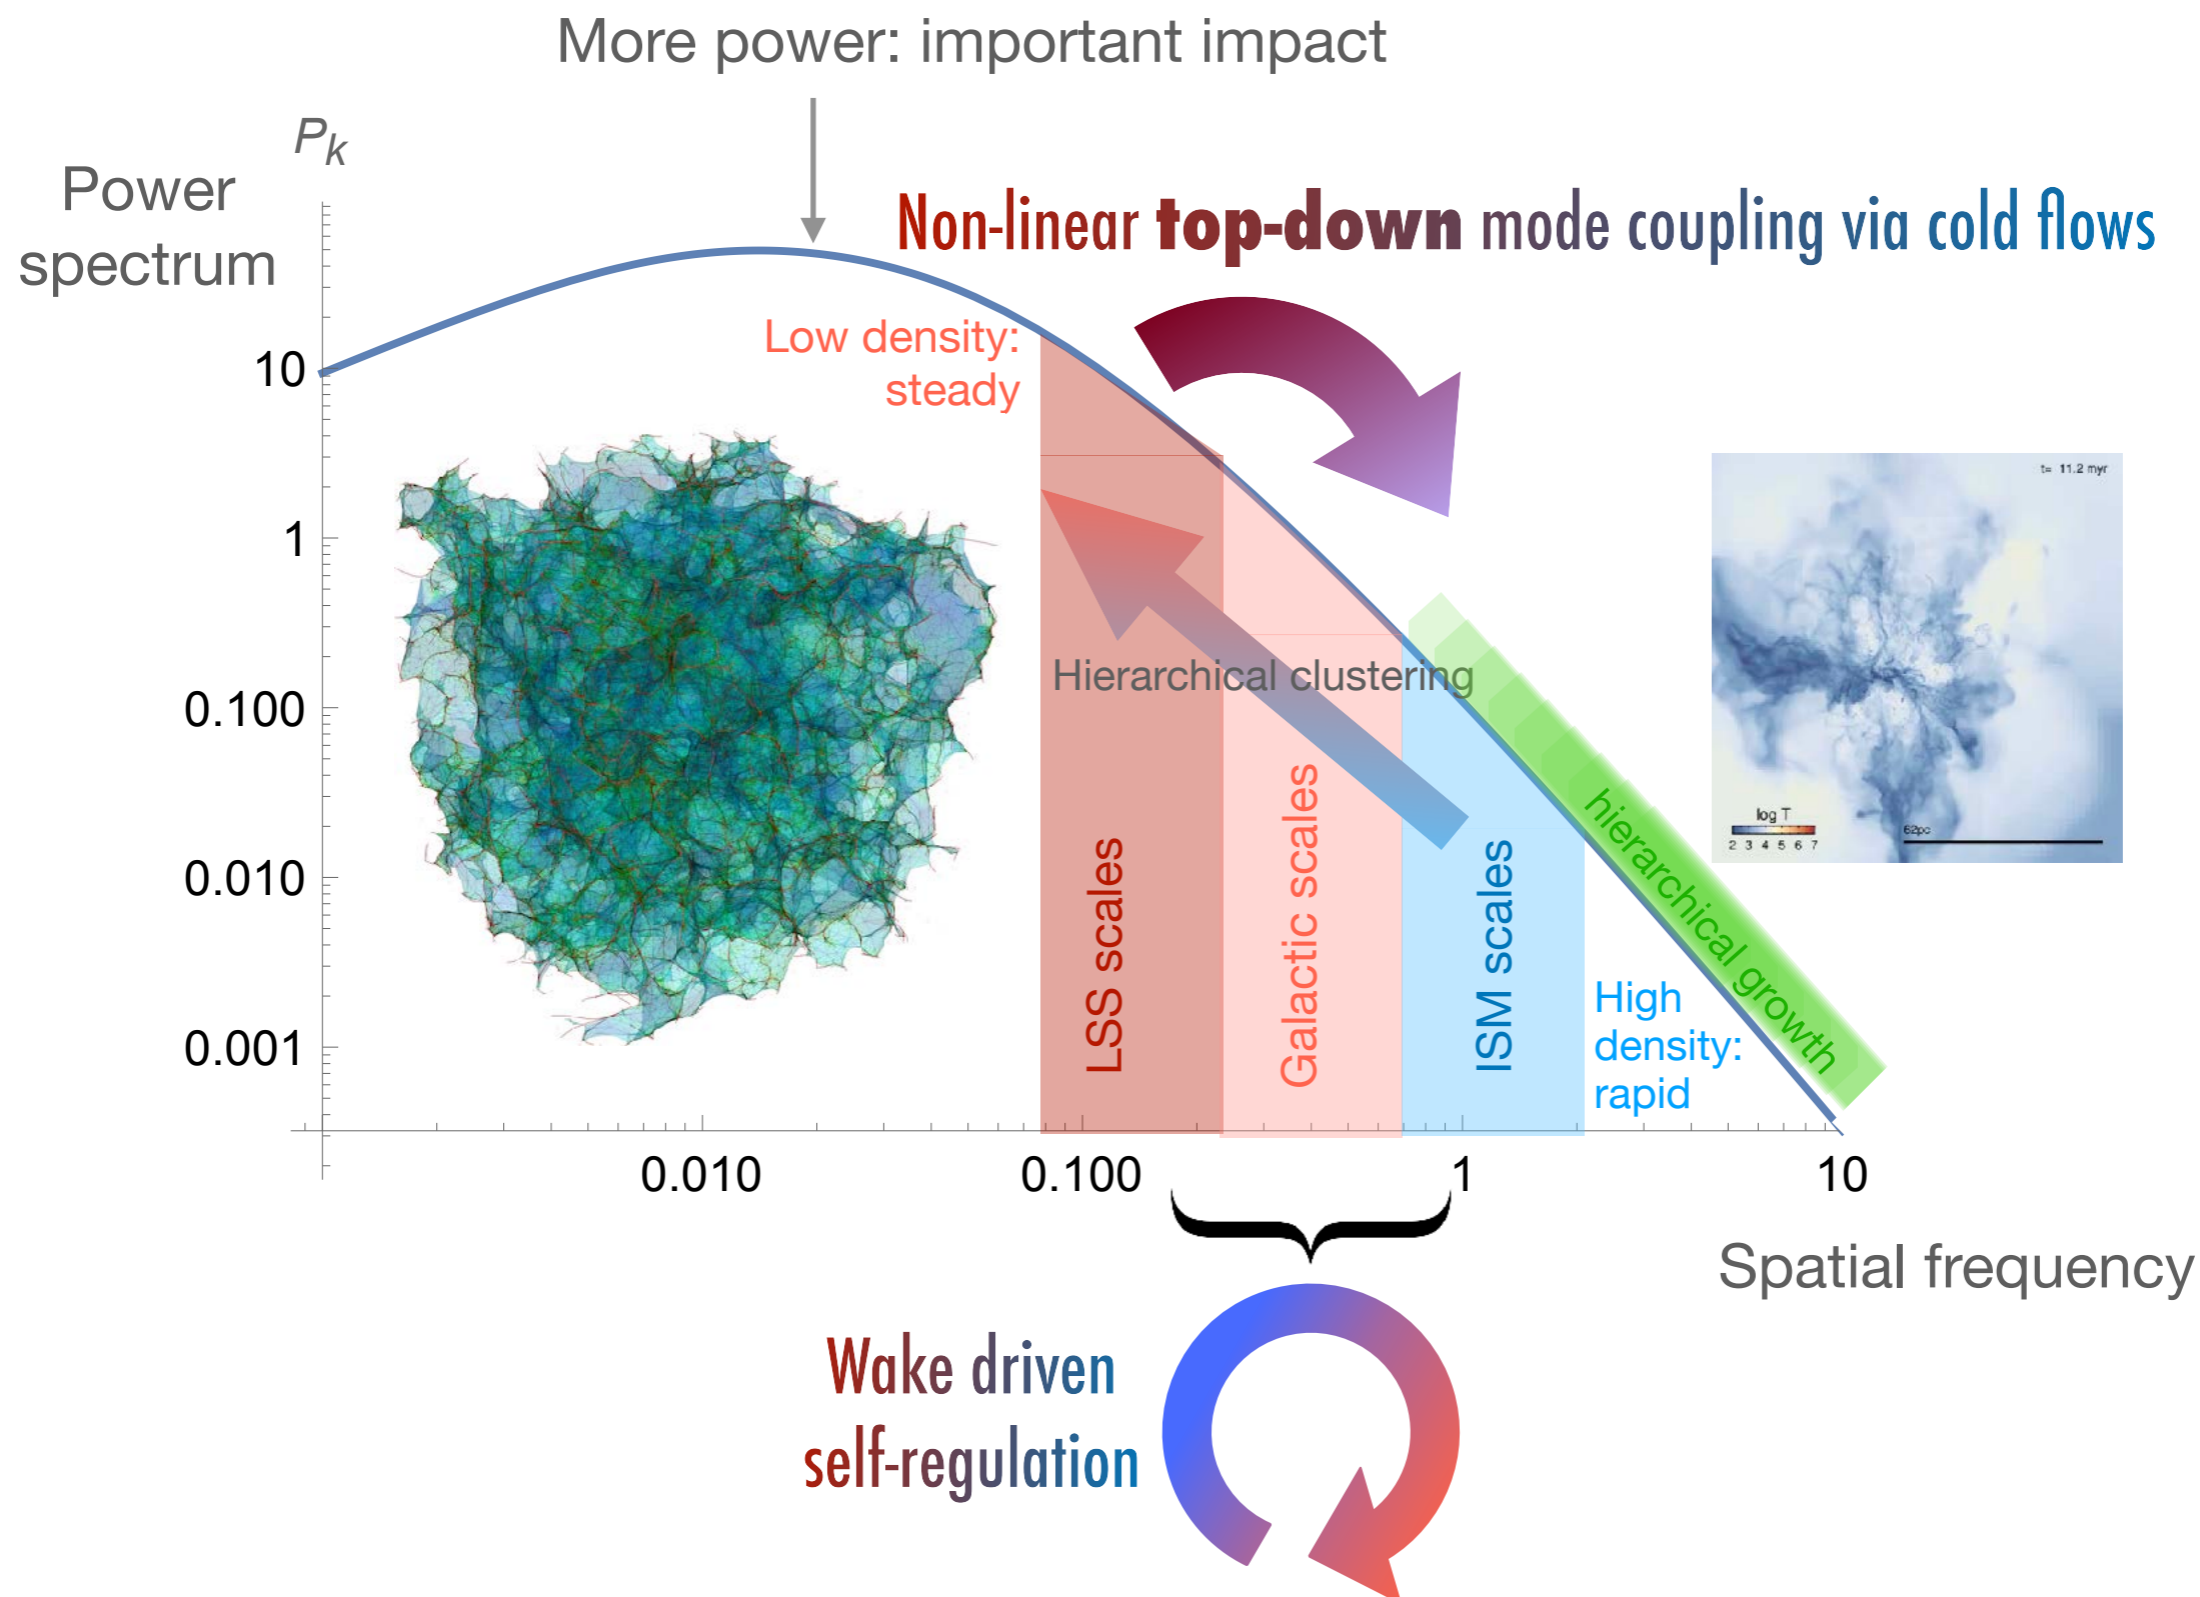 More power: important impact
Pk
Power
spectrum
Non-linear top-down mode coupling via cold flows
Low density:
steady
10
1
0.100
0.010
0.001
t= 11.2 myr
log T
2 3 4 5 6 7
62pc
Hierarchical clustering
hierarchical growth
LSS scales
Galactic scales
ISM scales
High
density:
rapid
0.010
0.100
1
10
Spatial frequency
Wake driven
self-regulation